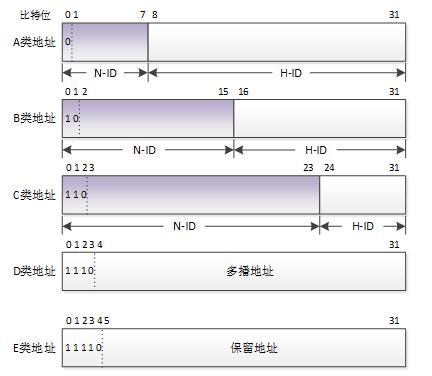 比特位 0 1 7 8 31
A类地址 0
N-ID H-ID
0 1 2 15 16 31
B类地址 1 0
N-ID H-ID
0 1 2 3 23 24 31
C类地址 1 1 0
N-ID H-ID
0 1 2 3 4 31
D类地址 1 1 1 0 多播地址
0 1 2 3 4 5 31
E类地址 1 1 1 1 0 保留地址